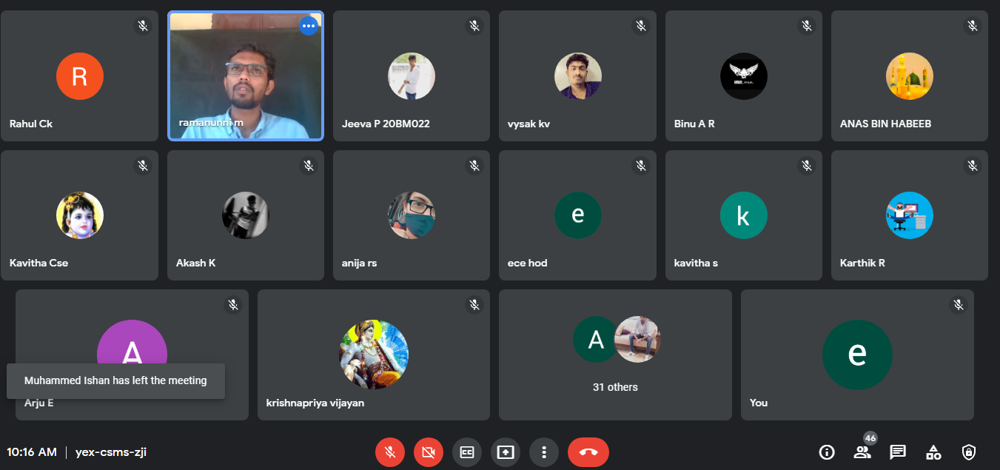 R
Rahul Ck
ramanunni m
Jeeva P 20BM022
vysak kv
Binu A R
ANAS BIN HABEEB
Kavitha Cse
Akash K
anija rs
e
ece hod
k
kavitha s
Karthik R
A
Muhammed Ishan has left the meeting
Arju E
krishnapriya vijayan
A
31 others
e
You
10:16 AM | yex-csms-zji
CC
46